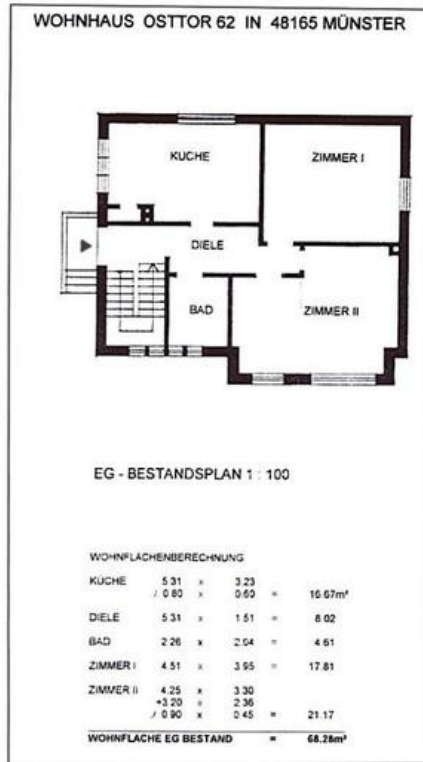 WOHNHAUS OSTTOR 62 IN 48165 MÜNSTER
KÜCHE
ZIMMER I
DIELE
BAD
ZIMMER II
EG - BESTANDSPLAN 1 : 100
WOHNFLÄCHENBERECHNUNG
KÜCHE 5.31 x 3.23
./. 0.80 x 0.60 = 16.67m²
DIELE 5.31 x 1.51 = 8.02
BAD 2.26 x 2.04 = 4.61
ZIMMER I 4.51 x 3.95 = 17.81
ZIMMER II 4.25 x 3.30
+3.20 x 2.36
./. 0.90 x 0.45 = 21.17
WOHNFLÄCHE EG BESTAND = 68.28m²